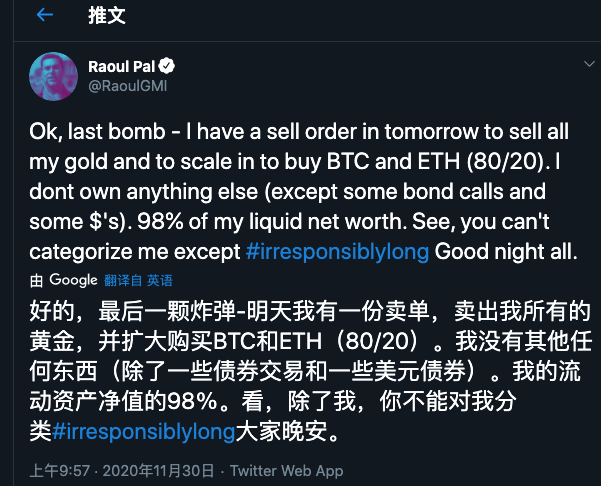 推文
Raoul Pal
@RaoulGMI
Ok, last bomb - I have a sell order in tomorrow to sell all
my gold and to scale in to buy BTC and ETH (80/20). I
dont own anything else (except some bond calls and
some $'s). 98% of my liquid net worth. See, you can't
categorize me except #irresponsiblylong Good night all.
由 Google 翻译自 英语
好的，最后一颗炸弹-明天我有一份卖单，卖出我所有的
黄金，并扩大购买BTC和ETH（80/20）。我没有其他任
何东西（除了一些债券交易和一些美元债券）。我的流
动资产净值的98%。看，除了我，你不能对我分
类#irresponsiblylong大家晚安。
上午9:57 · 2020年11月30日 · Twitter Web App